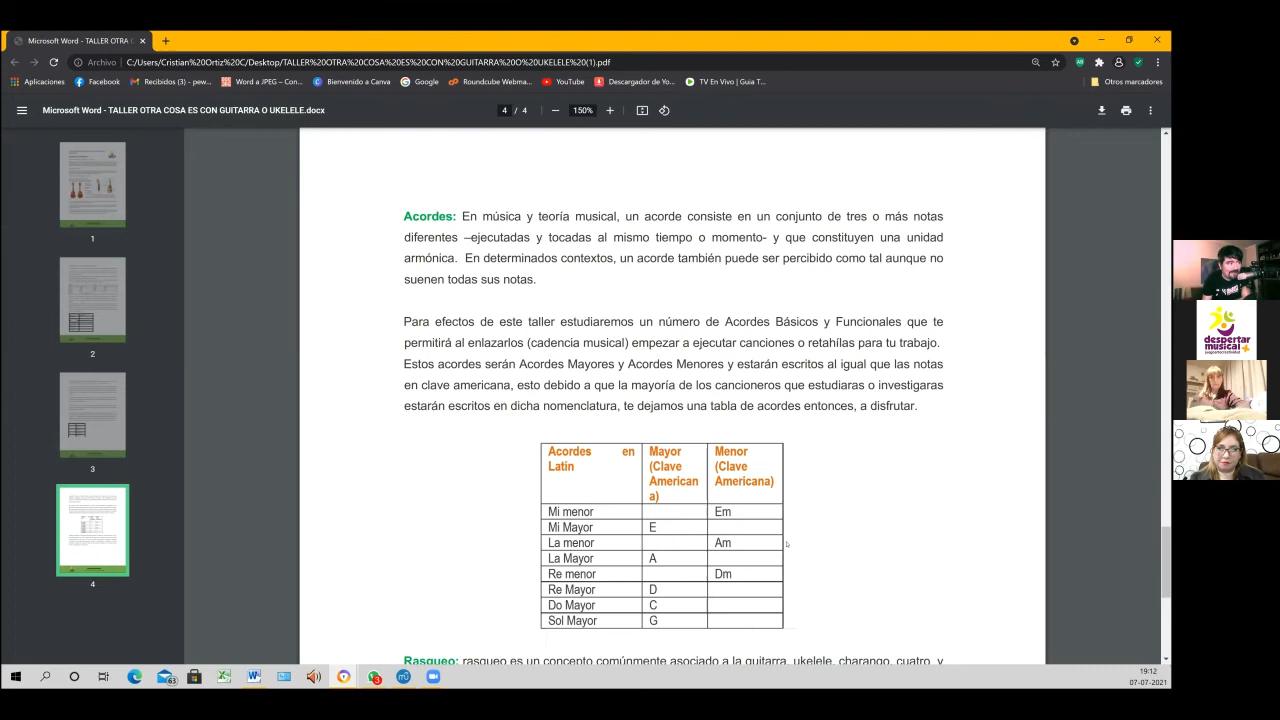 Microsoft Word - TALLER OTRA
Archivo C:/Users/Cristian%20Ortiz%20C/Desktop/TALLER%20OTRA%20COSA%20ES%20CON%20GUITARRA%20O%20UKELELE%20(1).pdf
Aplicaciones Facebook Recibidos (3) - pew... Word a JPEG – Con... Bienvenido a Canva Google Roundcube Webma... YouTube Descargador de Yo... TV En Vivo | Guia T... Otros marcadores
Microsoft Word - TALLER OTRA COSA ES CON GUITARRA O UKELELE.docx 4 / 4 150%
Acordes: En música y teoría musical, un acorde consiste en un conjunto de tres o más notas
diferentes –ejecutadas y tocadas al mismo tiempo o momento- y que constituyen una unidad
armónica. En determinados contextos, un acorde también puede ser percibido como tal aunque no
suenen todas sus notas.
Para efectos de este taller estudiaremos un número de Acordes Básicos y Funcionales que te
permitirá al enlazarlos (cadencia musical) empezar a ejecutar canciones o retahílas para tu trabajo.
Estos acordes serán Acordes Mayores y Acordes Menores y estarán escritos al igual que las notas
en clave americana, esto debido a que la mayoría de los cancioneros que estudiaras o investigaras
estarán escritos en dicha nomenclatura, te dejamos una tabla de acordes entonces, a disfrutar.
Acordes en Mayor Menor
Latin (Clave (Clave
American Americana)
a)
Mi menor Em
Mi Mayor E
La menor Am
La Mayor A
Re menor Dm
Re Mayor D
Do Mayor C
Sol Mayor G
Rasqueo: rasqueo es un concepto comúnmente asociado a la guitarra, ukelele, charango, cuatro, y
1
2
3
4
despertar
musical
63
3
19:12
07-07-2021